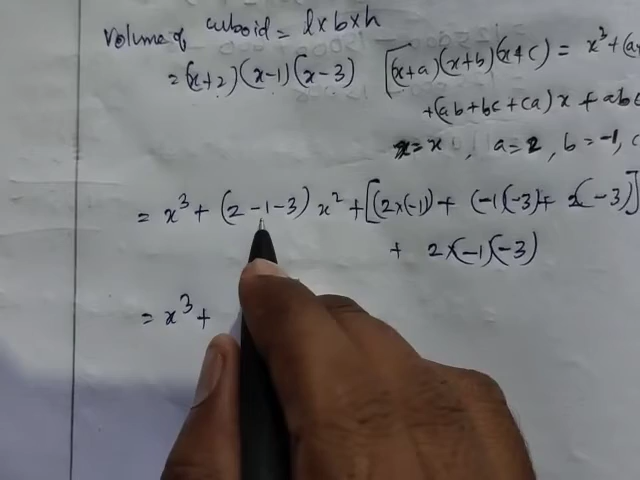 Volume of cuboid = l×b×h
= (x+2)(x-1)(x-3) [(x+a)(x+b)(x+c) = x³+(a+
+(ab+bc+ca)x + abc
x=x, a=2, b=-1, c
= x³ + (2-1-3)x² + [(2×(-1)) + (-1)(-3) + 2(-3)]
+ 2×(-1)(-3)
= x³ +